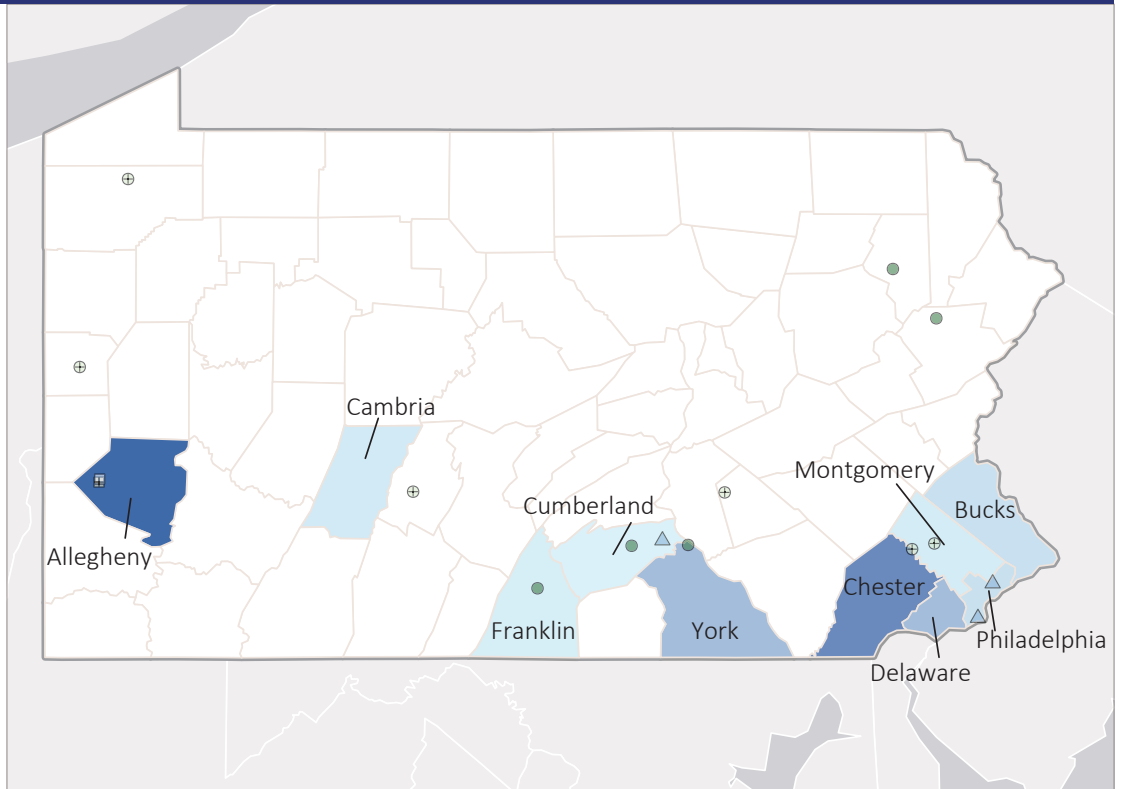 Cambria
Montgomery
Cumberland
Bucks
Allegheny
Chester
Franklin
York
Philadelphia
Delaware